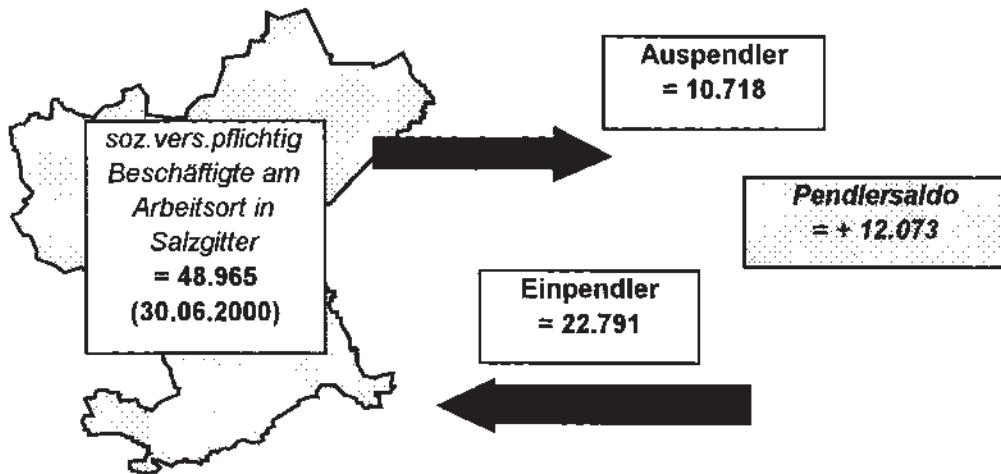 Auspendler
= 10.718
soz.vers.pflichtig
Beschäftigte am
Arbeitsort in
Salzgitter
= 48.965
(30.06.2000)
Pendlersaldo
= + 12.073
Einpendler
= 22.791